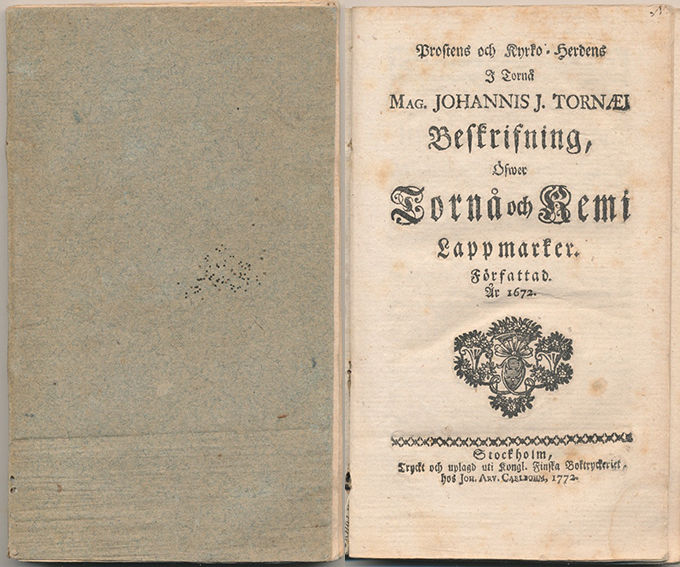 Prostens och Kyrko-Herdens
I Tornå
MAG. JOHANNIS J. TORNÆI
Beskrifning,
Öfwer
Tornå och Kemi
Lappmarker.
Författad.
År 1672.
Stockholm,
Tryckt och uplagd uti Kongl. Finska Boktryckeriet,
hos JOH. ARV. CARLBOHM, 1772.